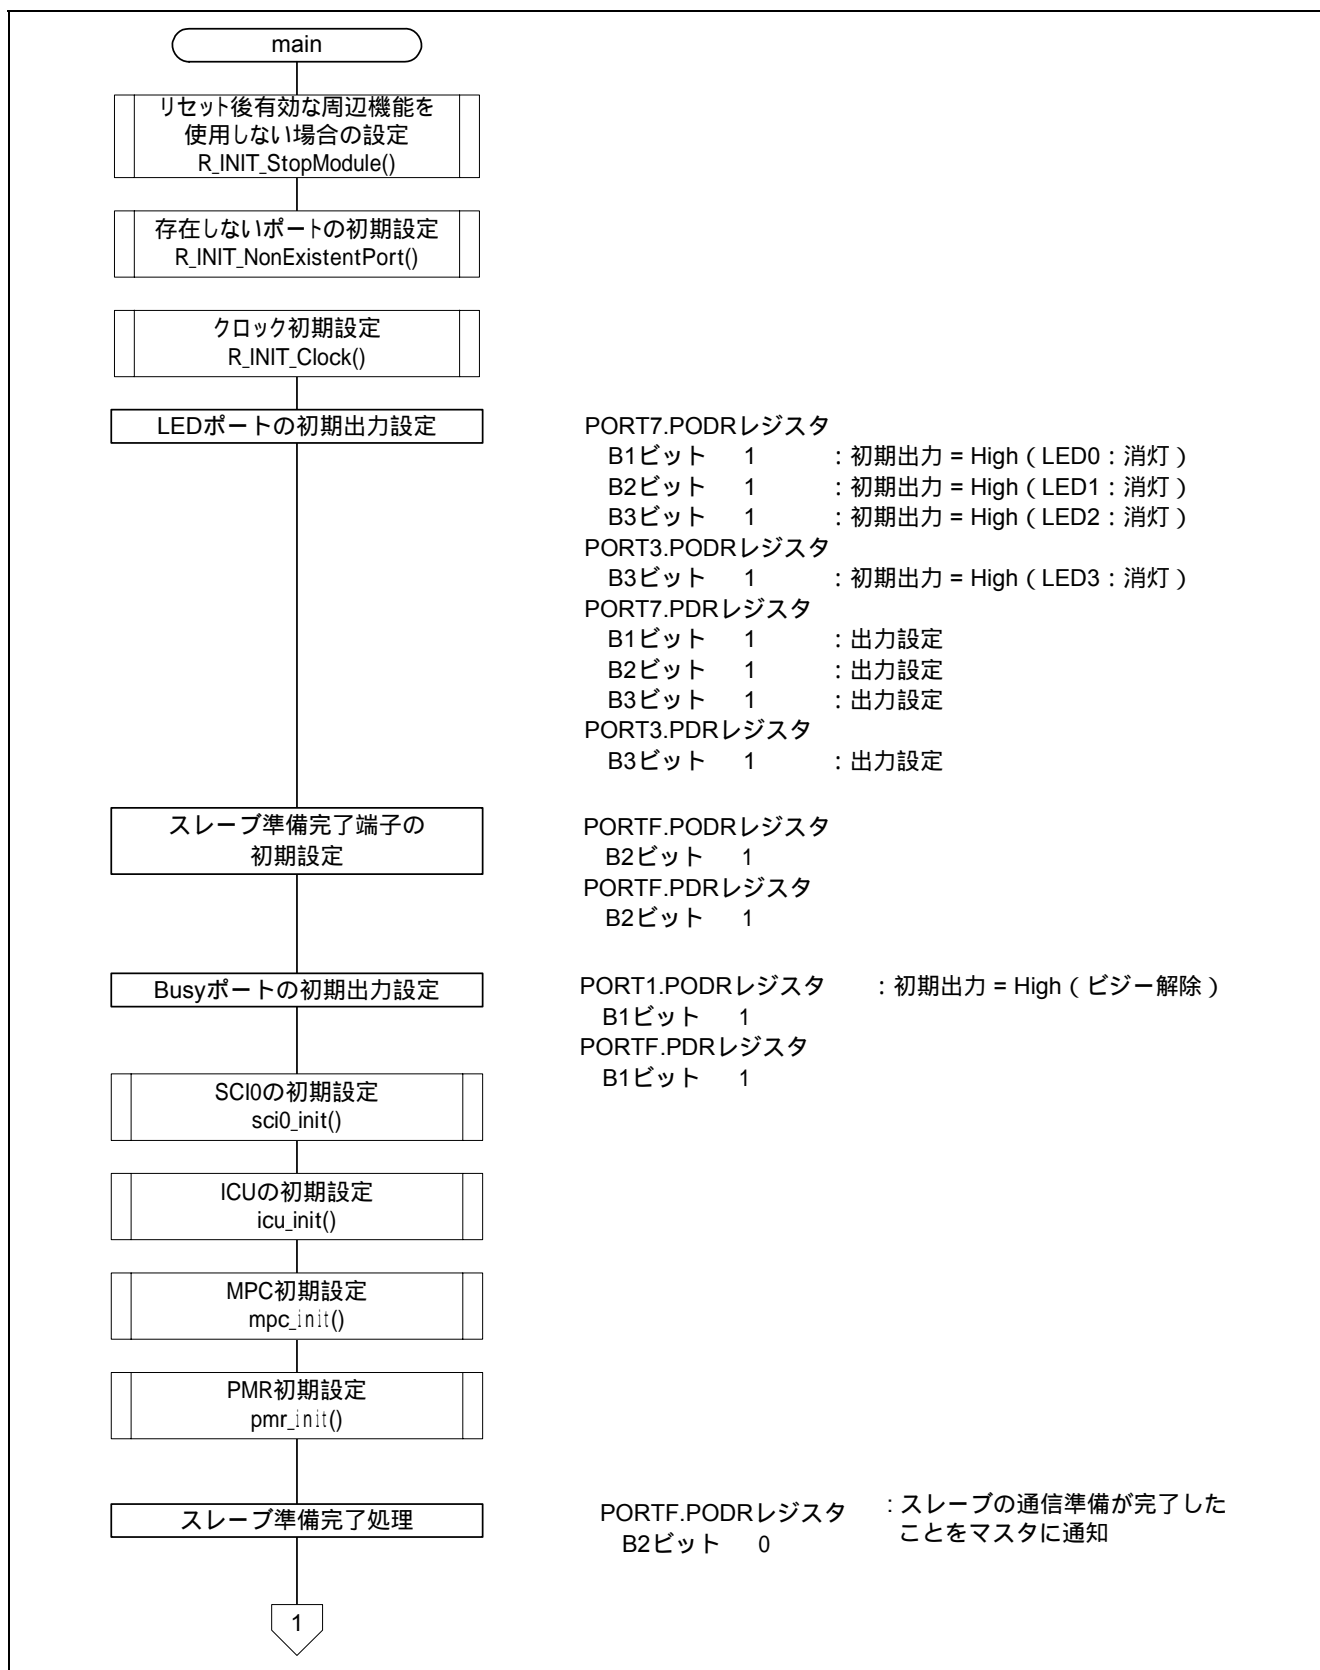 main
リセット後有効な周辺機能を
使用しない場合の設定
R_INIT_StopModule()
存在しないポートの初期設定
R_INIT_NonExistentPort()
クロック初期設定
R_INIT_Clock()
LEDポートの初期出力設定
PORT7.PODRレジスタ
B1ビット 1 :初期出力 = High(LED0:消灯)
B2ビット 1 :初期出力 = High(LED1:消灯)
B3ビット 1 :初期出力 = High(LED2:消灯)
PORT3.PODRレジスタ
B3ビット 1 :初期出力 = High(LED3:消灯)
PORT7.PDRレジスタ
B1ビット 1 :出力設定
B2ビット 1 :出力設定
B3ビット 1 :出力設定
PORT3.PDRレジスタ
B3ビット 1 :出力設定
スレーブ準備完了端子の
初期設定
PORTF.PODRレジスタ
B2ビット 1
PORTF.PDRレジスタ
B2ビット 1
Busyポートの初期出力設定
PORT1.PODRレジスタ :初期出力 = High(ビジー解除)
B1ビット 1
PORTF.PDRレジスタ
B1ビット 1
SCI0の初期設定
sci0_init()
ICUの初期設定
icu_init()
MPC初期設定
mpc_init()
PMR初期設定
pmr_init()
スレーブ準備完了処理
PORTF.PODRレジスタ
B2ビット 0
:スレーブの通信準備が完了した
ことをマスタに通知
1